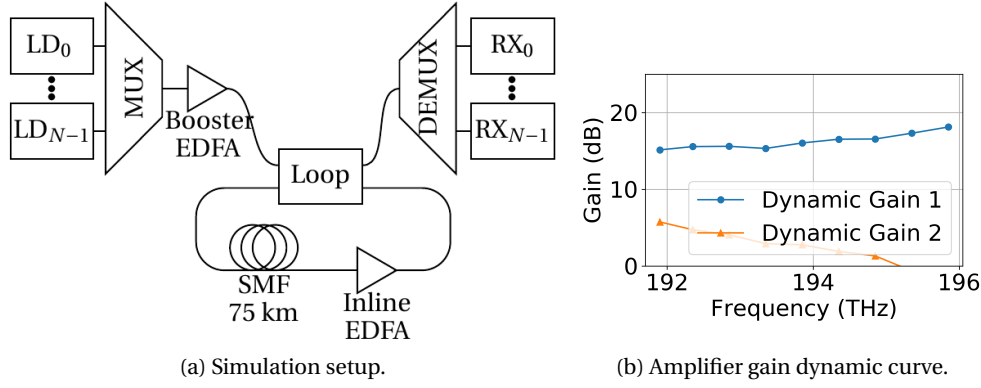 LD0
LDN−1
MUX
Booster
EDFA
Loop
DEMUX
RX0
RXN−1
SMF
75 km
Inline
EDFA
(a) Simulation setup.
Gain (dB)
20
10
0
Dynamic Gain 1
Dynamic Gain 2
192
194
196
Frequency (THz)
(b) Amplifier gain dynamic curve.